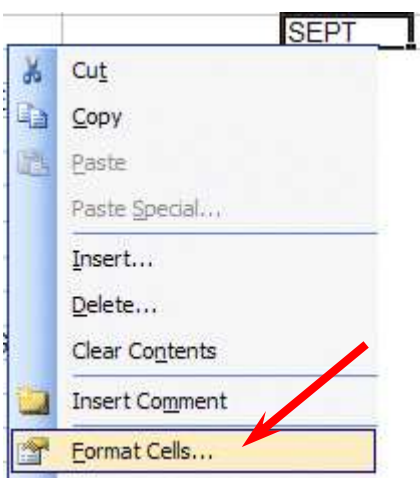 SEPT
Cut
Copy
Paste
Paste Special...
Insert...
Delete...
Clear Contents
Insert Comment
Format Cells...